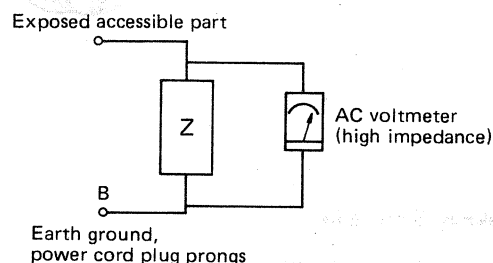 Exposed accessible part
Z
AC voltmeter
(high impedance)
B
Earth ground,
power cord plug prongs